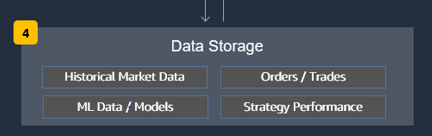 4
Data Storage
Historical Market Data
Orders / Trades
ML Data / Models
Strategy Performance